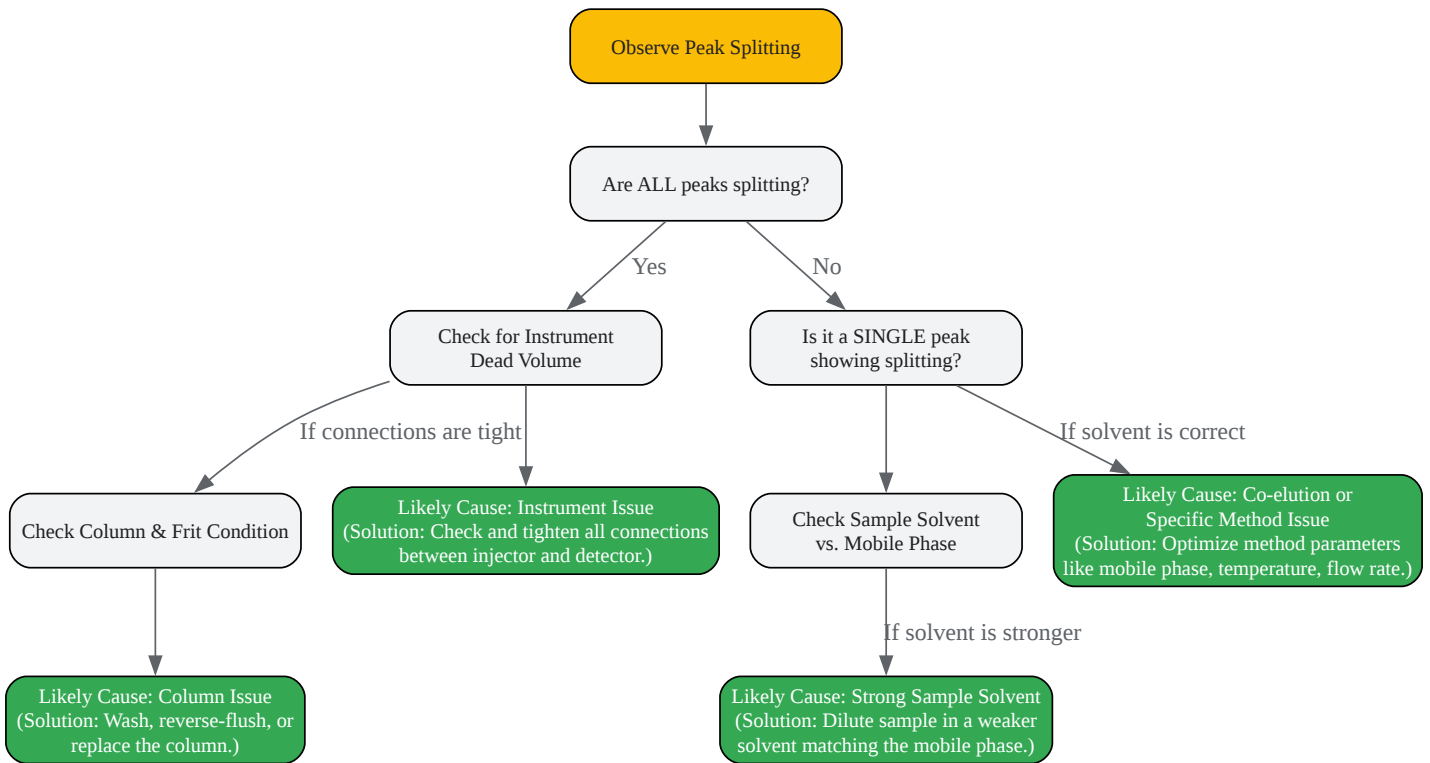 Observe Peak Splitting
Are ALL peaks splitting?
Yes
No
Check for Instrument
Dead Volume
Is it a SINGLE peak
showing splitting?
If connections are tight
If solvent is correct
Check Column & Frit Condition
Likely Cause: Instrument Issue
(Solution: Check and tighten all connections
between injector and detector.)
Check Sample Solvent
vs. Mobile Phase
Likely Cause: Co-elution or
Specific Method Issue
(Solution: Optimize method parameters
like mobile phase, temperature, flow rate.)
If solvent is stronger
Likely Cause: Column Issue
(Solution: Wash, reverse-flush, or
replace the column.)
Likely Cause: Strong Sample Solvent
(Solution: Dilute sample in a weaker
solvent matching the mobile phase.)